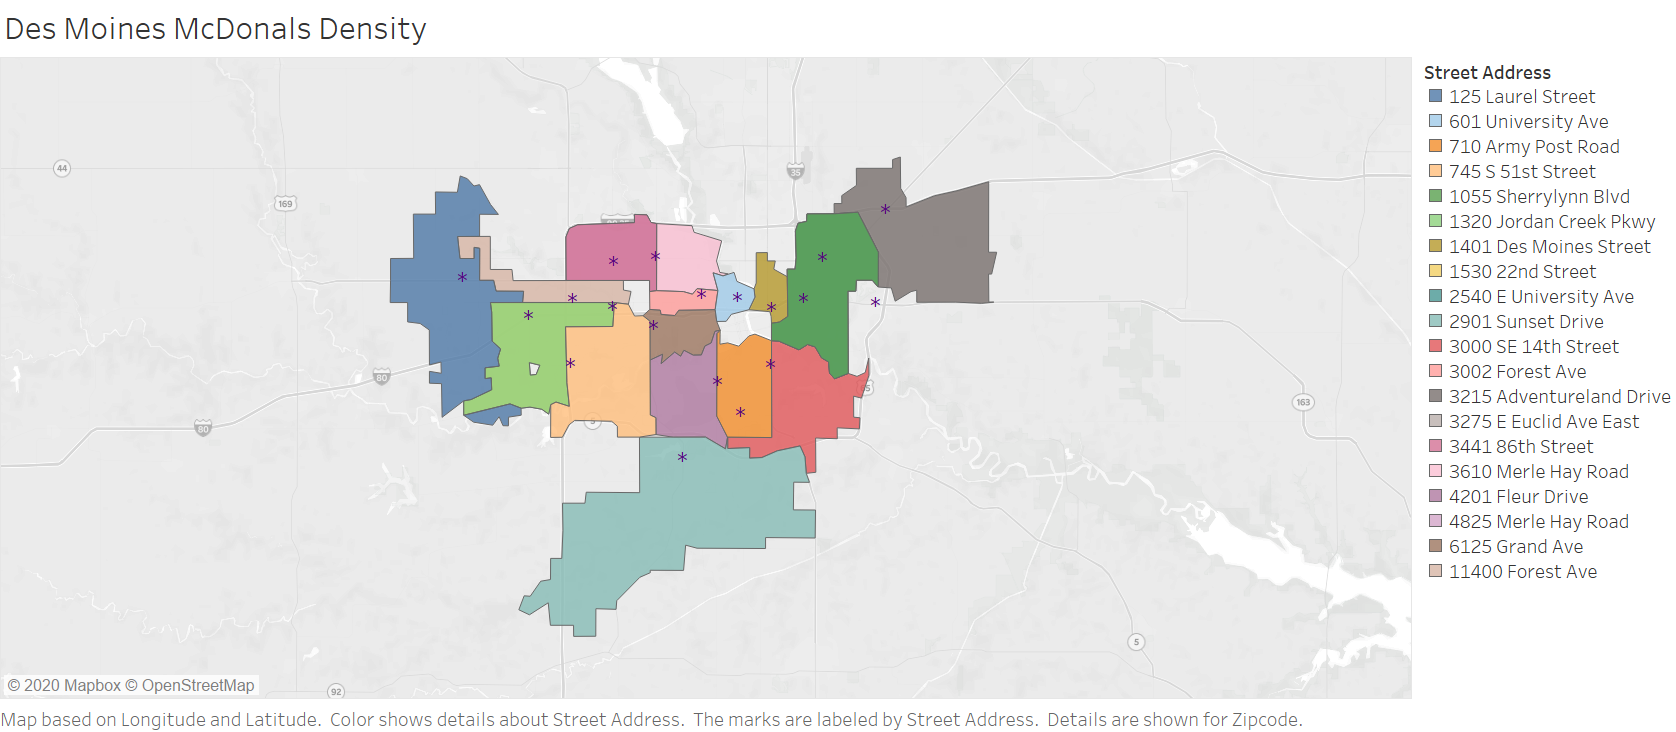 Des Moines McDonals Density
Street Address
125 Laurel Street
601 University Ave
710 Army Post Road
745 S 51st Street
1055 Sherrylynn Blvd
1320 Jordan Creek Pkwy
1401 Des Moines Street
1530 22nd Street
2540 E University Ave
2901 Sunset Drive
3000 SE 14th Street
3002 Forest Ave
3215 Adventureland Drive
3275 E Euclid Ave East
3441 86th Street
3610 Merle Hay Road
4201 Fleur Drive
4825 Merle Hay Road
6125 Grand Ave
11400 Forest Ave
44
169
35
80
80
163
5
92
© 2020 Mapbox © OpenStreetMap
Map based on Longitude and Latitude. Color shows details about Street Address. The marks are labeled by Street Address. Details are shown for Zipcode.